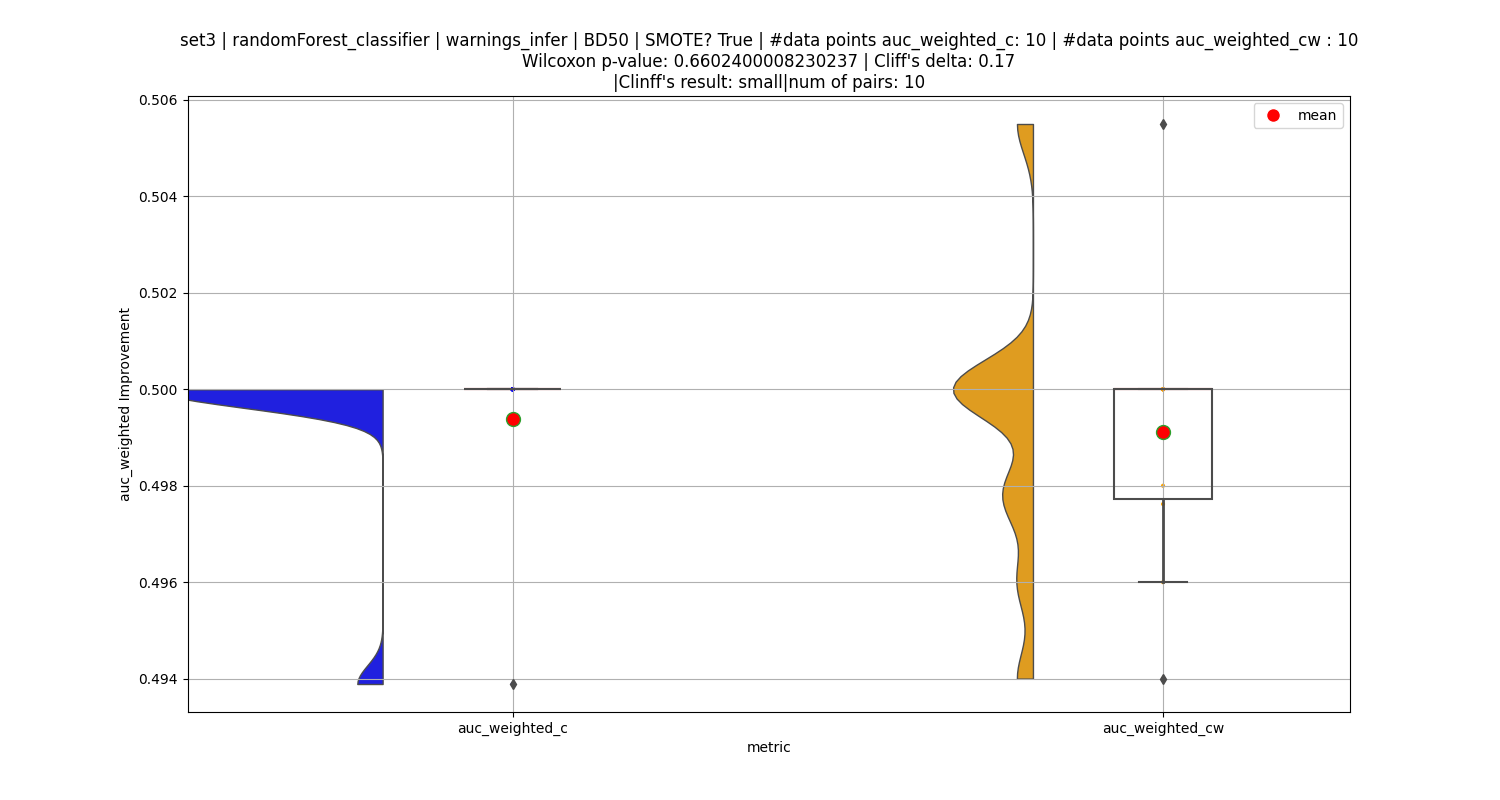 set3 | randomForest_classifier | warnings_infer | BD50 | SMOTE? True | #data points auc_weighted_c: 10 | #data points auc_weighted_cw : 10
Wilcoxon p-value: 0.6602400008230237 | Cliff's delta: 0.17
|Clinff's result: small|num of pairs: 10
mean
0.506
0.504
0.502
0.500
0.498
0.496
0.494
auc_weighted Improvement
auc_weighted_c
auc_weighted_cw
metric